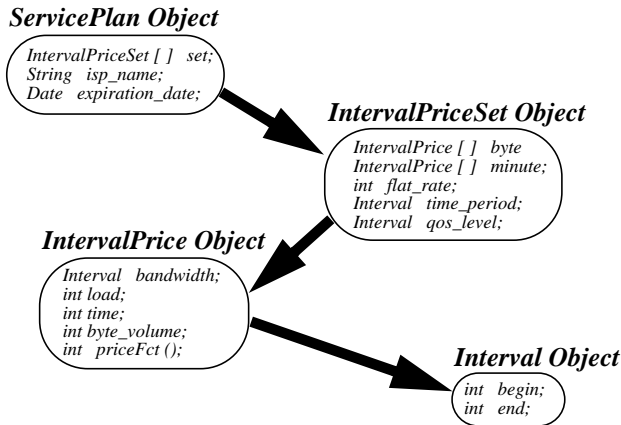 ServicePlan Object
IntervalPriceSet [ ] set;
String isp_name;
Date expiration_date;
IntervalPriceSet Object
IntervalPrice [ ] byte
IntervalPrice [ ] minute;
int flat_rate;
Interval time_period;
Interval qos_level;
IntervalPrice Object
Interval bandwidth;
int load;
int time;
int byte_volume;
int priceFct ();
Interval Object
int begin;
int end;